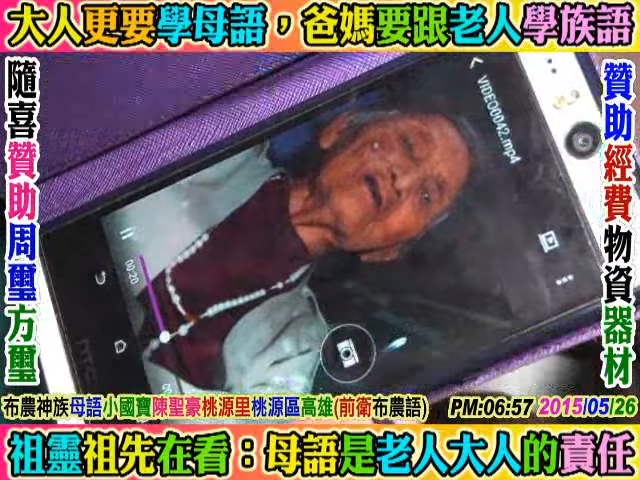 大人更要學母語，爸媽要跟老人學族語
隨喜贊助周璽方璽
贊助經費物資器材
VIDEO0042.mp4
00:20
hTC
布農神族母語小國寶陳聖豪桃源里桃源區高雄(前衛布農語) PM:06:57 2015/05/26
祖靈祖先在看：母語是老人大人的責任